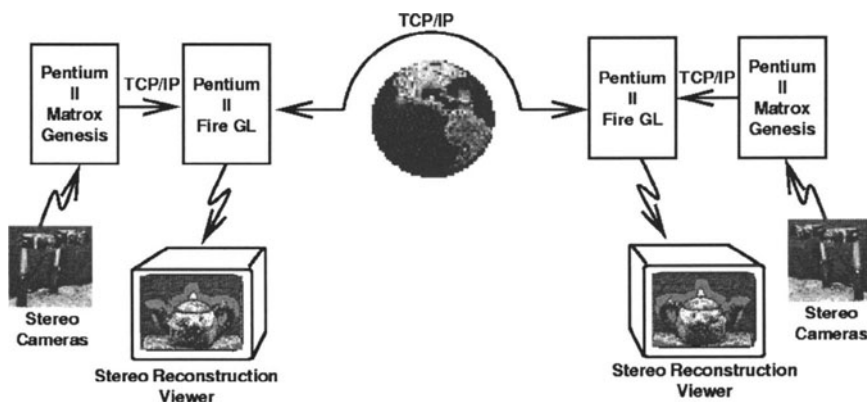 TCP/IP
Pentium
II
Matrox
Genesis
TCP/IP
Pentium
II
Fire GL
Pentium
II
Fire GL
TCP/IP
Pentium
II
Matrox
Genesis
Stereo
Cameras
Stereo Reconstruction
Viewer
Stereo Reconstruction
Viewer
Stereo
Cameras